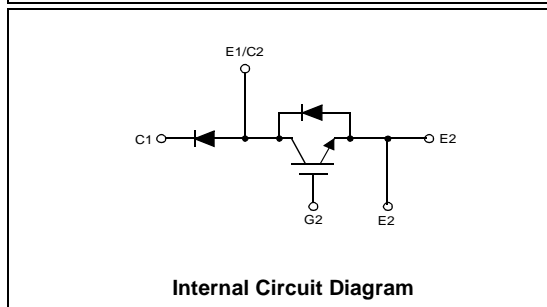 E1/C2
C1
E2
G2
E2
Internal Circuit Diagram